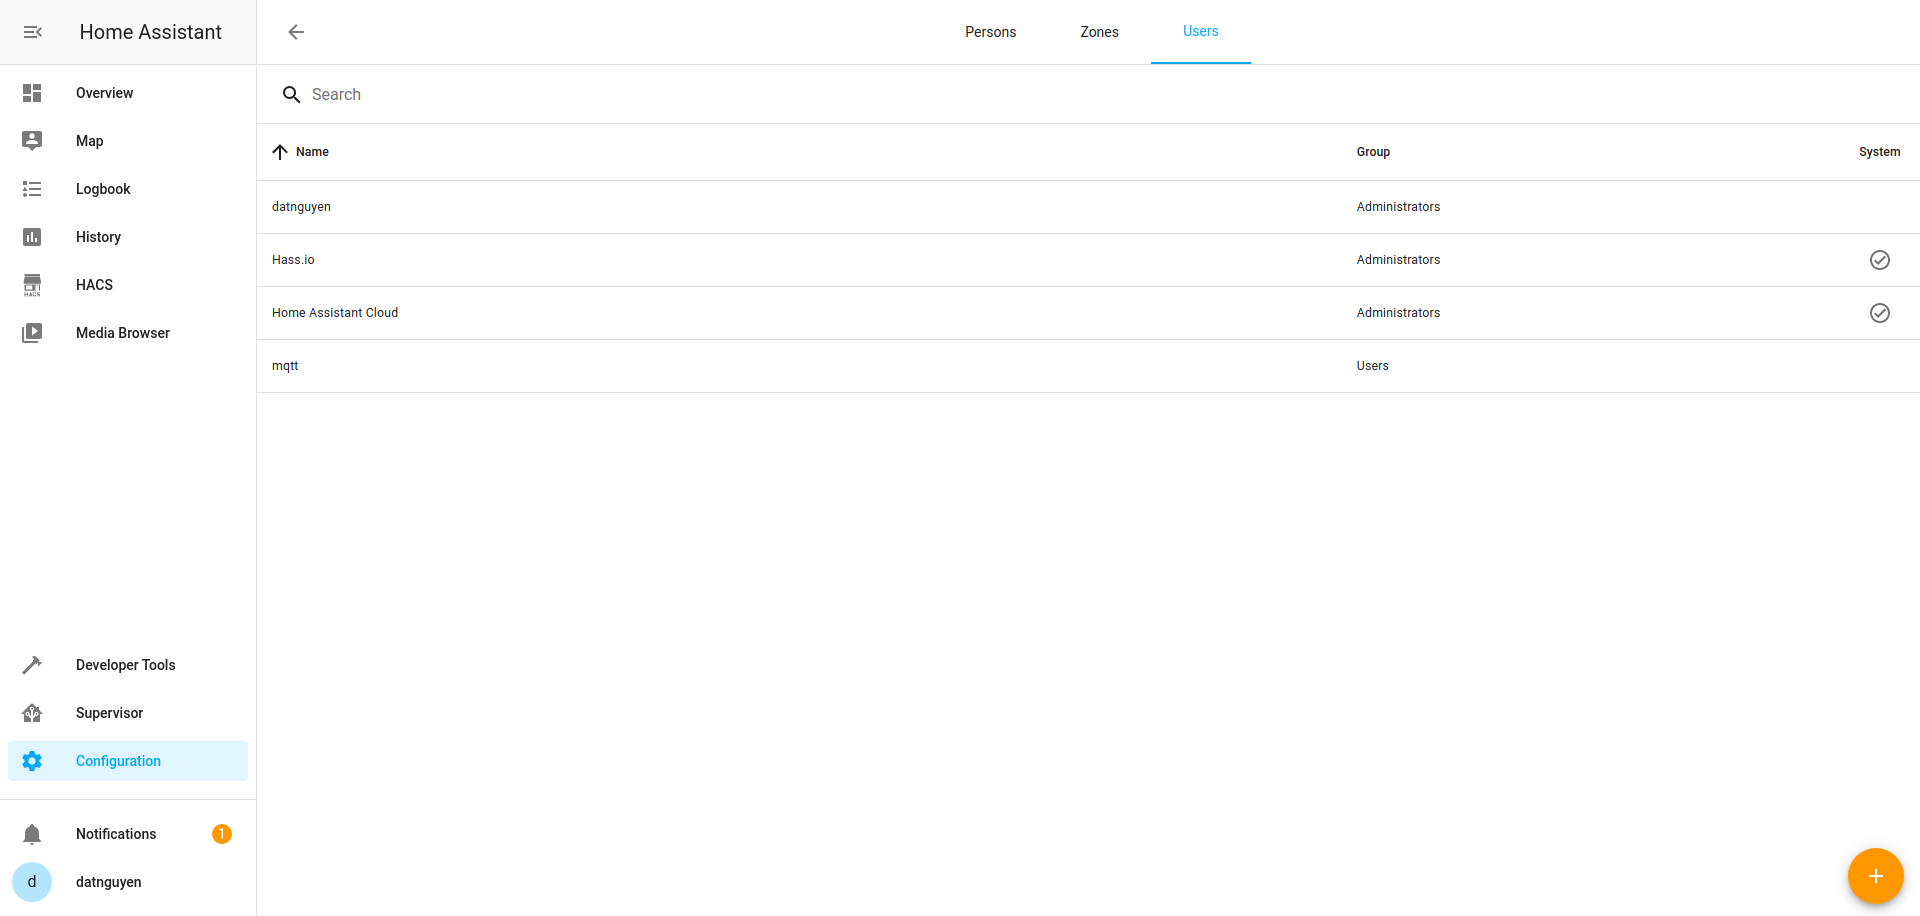 Home Assistant
Persons Zones Users
Overview
Search
Map
Name Group System
Logbook
datnguyen Administrators
History
Hass.io Administrators
HACS
HACS
Home Assistant Cloud Administrators
Media Browser
mqtt Users
Developer Tools
Supervisor
Configuration
Notifications 1
d datnguyen